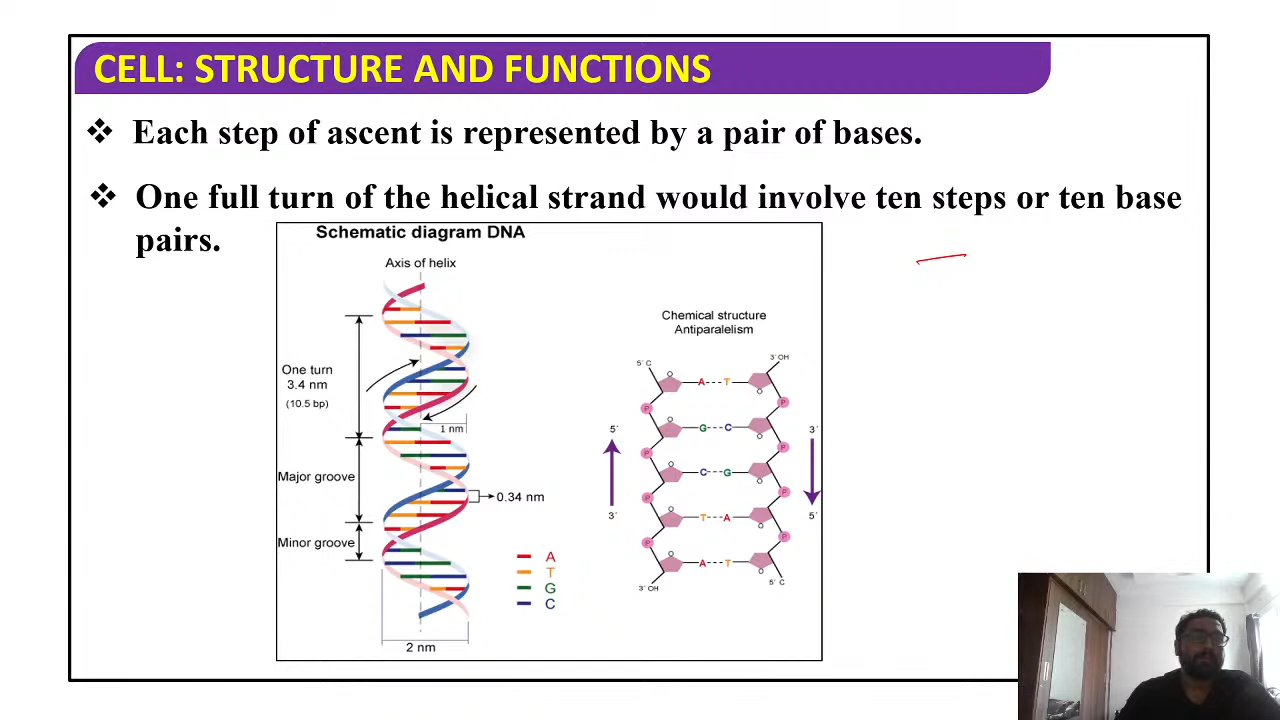 CELL: STRUCTURE AND FUNCTIONS
❖ Each step of ascent is represented by a pair of bases.
❖ One full turn of the helical strand would involve ten steps or ten base
pairs.
Schematic diagram DNA
Axis of helix
One turn
3.4 nm
(10.5 bp)
1 nm
Major groove
0.34 nm
Minor groove
A
T
G
C
2 nm
Chemical structure
Antiparalelism
5´ C
3´ OH
O
A---T
O
P
P
5´
O
G---C
O
3´
P
P
O
C---G
O
P
P
3´
O
T---A
O
5´
P
P
O
A---T
O
3´ OH
5´ C